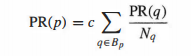 PR(p) = c ∑_{q∈B_p} PR(q)/N_q